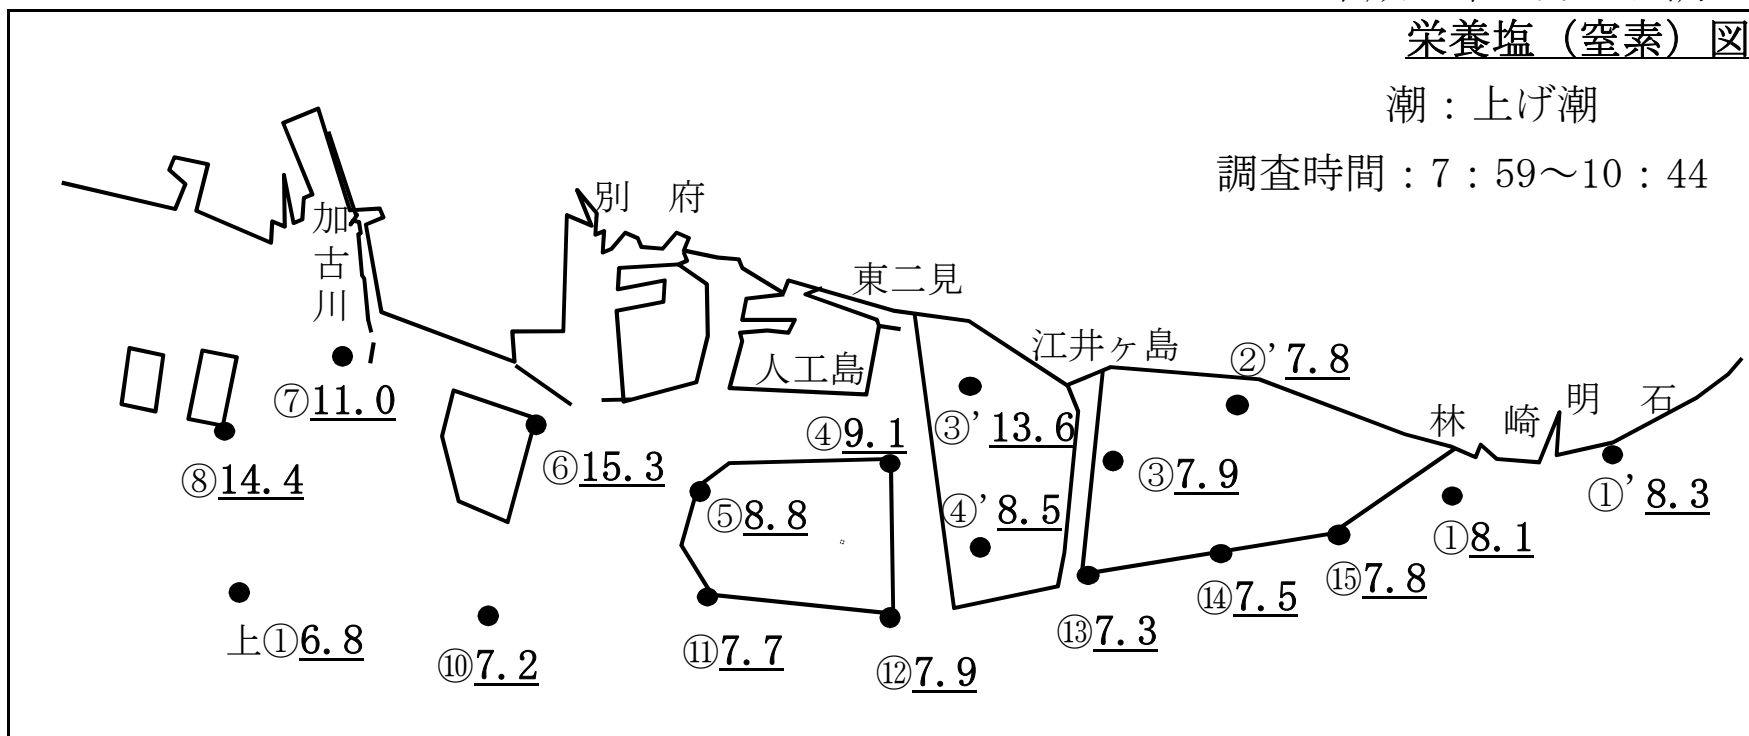 栄養塩（窒素）図
潮：上げ潮
調査時間：7：59～10：44
加古川
別 府
東二見
人工島
江井ヶ島
林 崎
明 石
②' 7.8
⑦11.0
④9.1
③' 13.6
⑧14.4
⑥15.3
③7.9
①' 8.3
⑤8.8
④' 8.5
①8.1
⑮7.8
⑭7.5
上①6.8
⑩7.2
⑪7.7
⑫7.9
⑬7.3